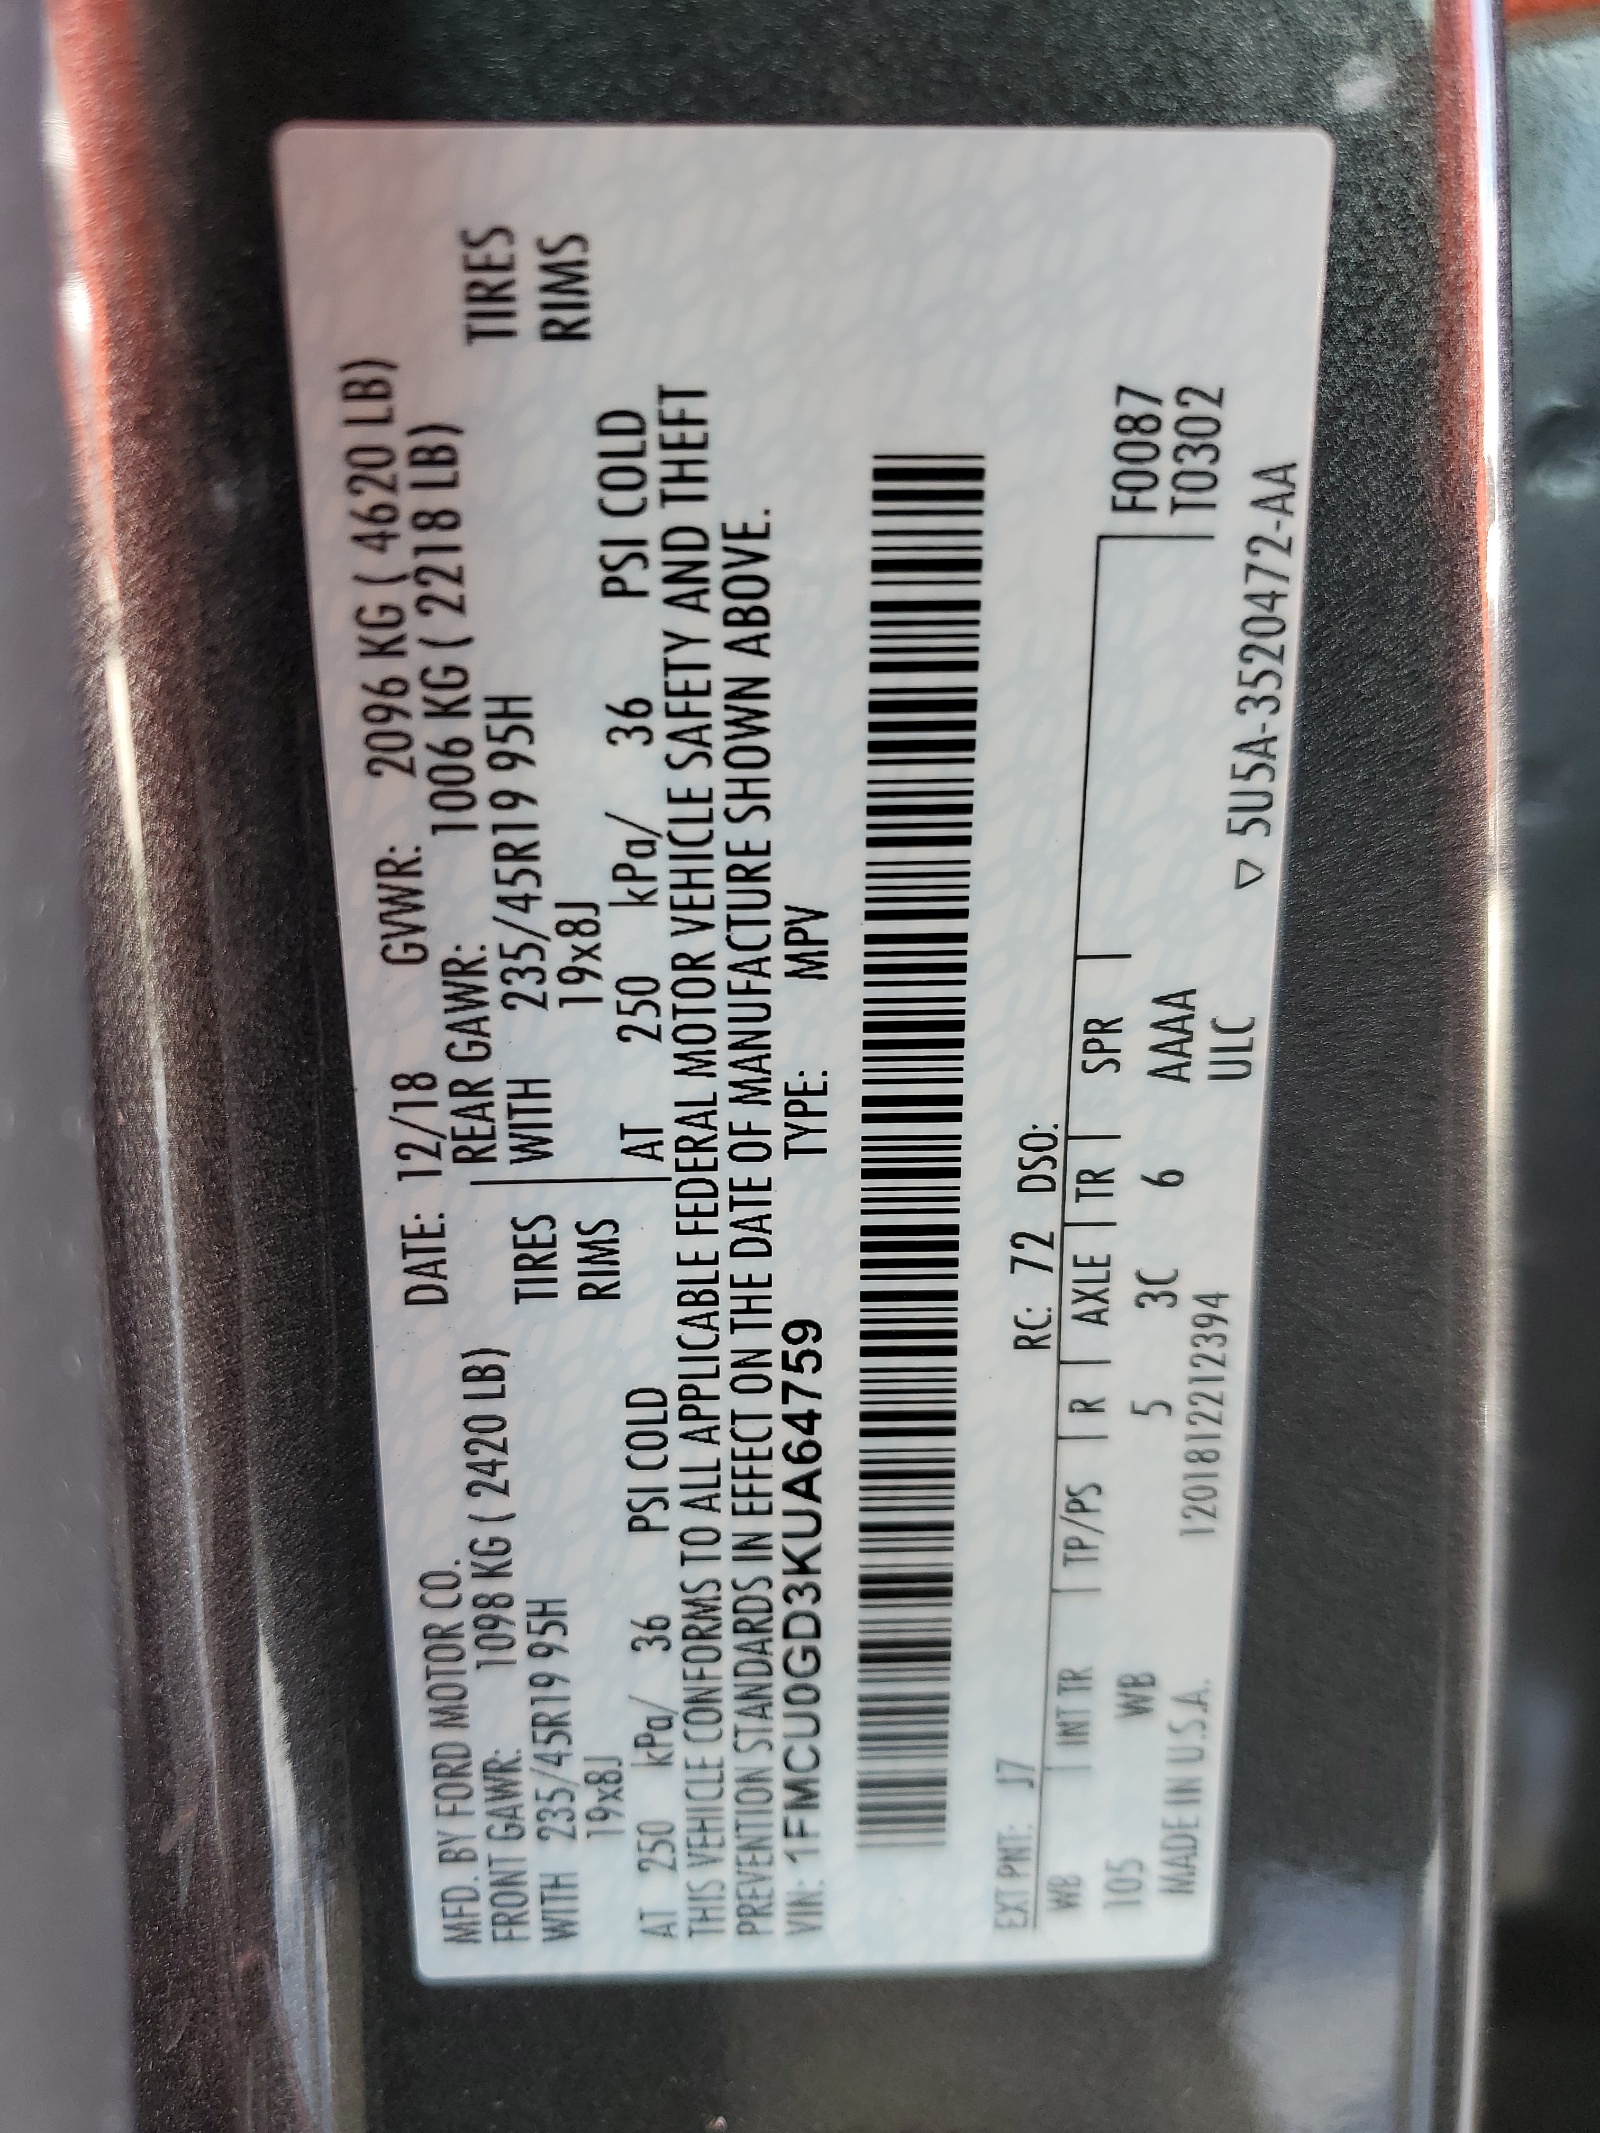 MFD. BY FORD MOTOR CO. DATE: 12/18 GVWR: 2096 KG ( 4620 LB)
FRONT GAWR: 1098 KG ( 2420 LB) REAR GAWR: 1006 KG ( 2218 LB)
WITH 235/45R19 95H TIRES WITH 235/45R19 95H TIRES
19x8J RIMS 19x8J RIMS
AT 250 kPa/ 36 PSI COLD AT 250 kPa/ 36 PSI COLD
THIS VEHICLE CONFORMS TO ALL APPLICABLE FEDERAL MOTOR VEHICLE SAFETY AND THEFT
PREVENTION STANDARDS IN EFFECT ON THE DATE OF MANUFACTURE SHOWN ABOVE.
VIN: 1FMCU0GD3KUA64759 TYPE: MPV
EXT PNT: J7 RC: 72 DSO:
WB | INT TR | TP/PS | R | AXLE | TR | SPR | F0087
105 WB 5 3C 6 AAAA T0302
MADE IN U.S.A. 120181221 2394 ULC
▽ 5U5A-3520472-AA